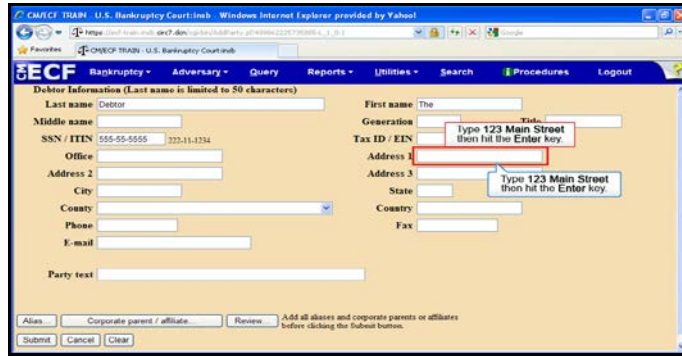 CM/ECF TRAIN - U.S. Bankruptcy Court:insb - Windows Internet Explorer provided by Yahoo!
Google
Favorites CM/ECF TRAIN - U.S. Bankruptcy Court:insb
ECF Bankruptcy Adversary Query Reports Utilities Search Procedures Logout
Debtor Information (Last name is limited to 50 characters)
Last name Debtor First name The
Middle name Generation Title
SSN / ITIN 555-55-5555 222-11-1234 Tax ID / EIN
Type 123 Main Street
then hit the Enter key.
Office Address 1
Address 2 Address 3
Type 123 Main Street
then hit the Enter key.
City State
County Country
Phone Fax
E-mail
Party text
Alias... Corporate parent / affiliate... Review... Add all aliases and corporate parents or affiliates
before clicking the Submit button.
Submit Cancel Clear